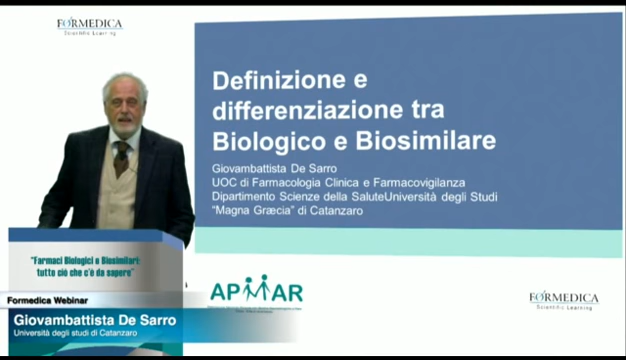 FORMEDICA
Scientific Learning
Definizione e
differenziazione tra
Biologico e Biosimilare
Giovambattista De Sarro
UOC di Farmacologia Clinica e Farmacovigilanza
Dipartimento Scienze della SaluteUniversità degli Studi
"Magna Græcia" di Catanzaro
"Farmaci Biologici e Biosimilari:
tutto ciò che c'è da sapere"
Formedica Webinar
Giovambattista De Sarro
Università degli studi di Catanzaro
APMAR
FORMEDICA
Scientific Learning